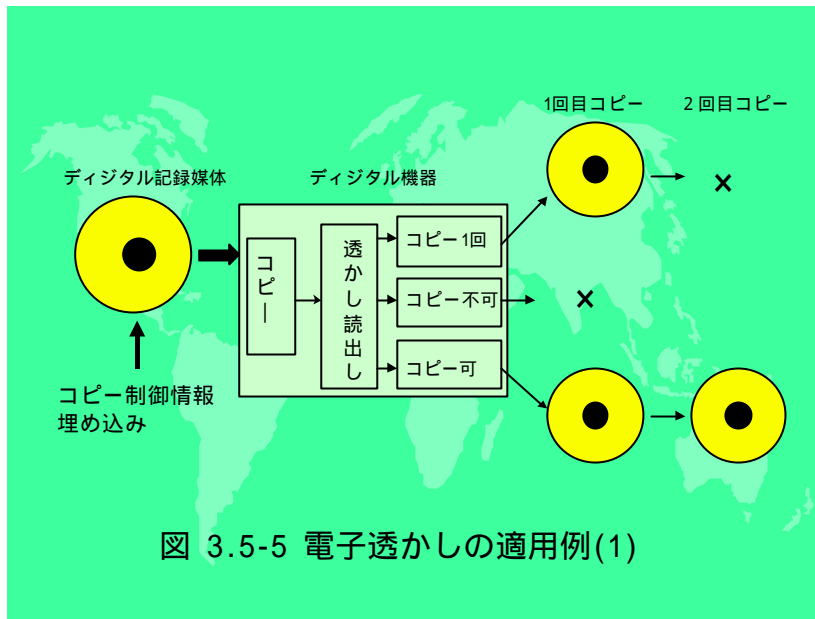 1回目コピー
2回目コピー
ディジタル記録媒体
ディジタル機器
コピー
透かし読出し
コピー1回
コピー不可
コピー可
×
×
コピー制御情報
埋め込み
図 3.5-5 電子透かしの適用例(1)